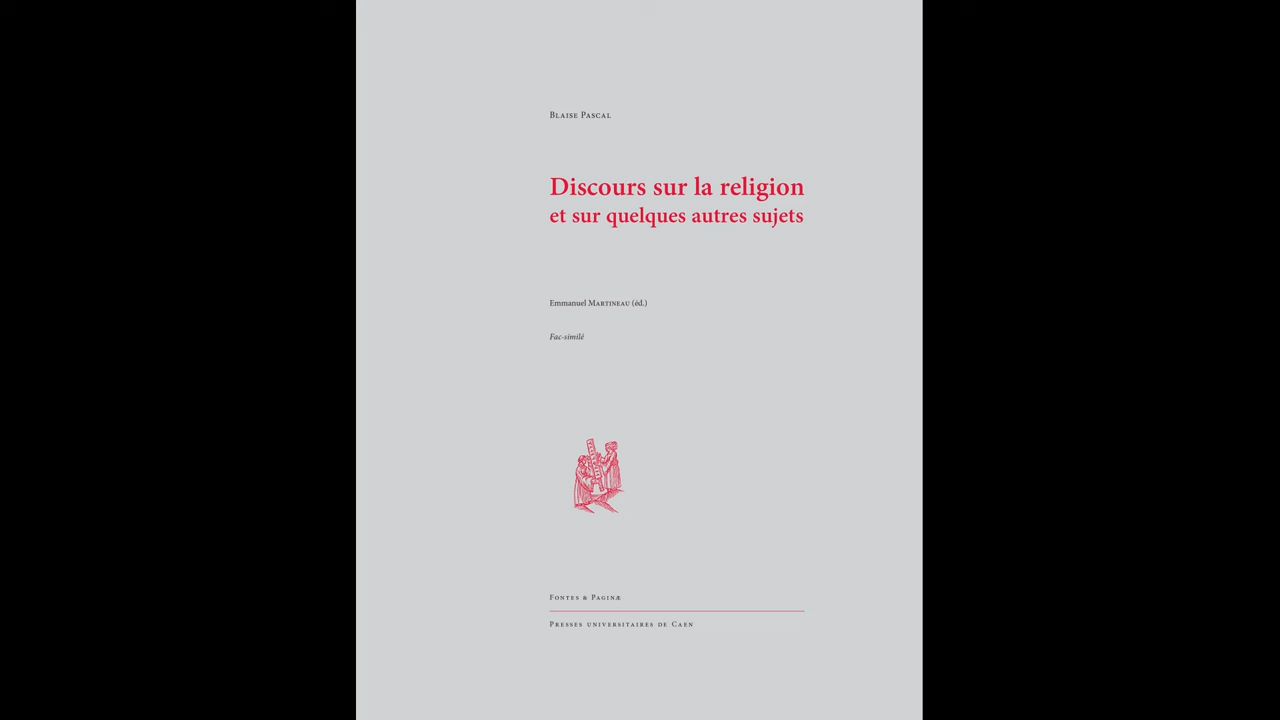 Blaise Pascal
Discours sur la religion
et sur quelques autres sujets
Emmanuel Martineau (éd.)
Fac-similé
Fontes & Paginæ
Presses universitaires de Caen